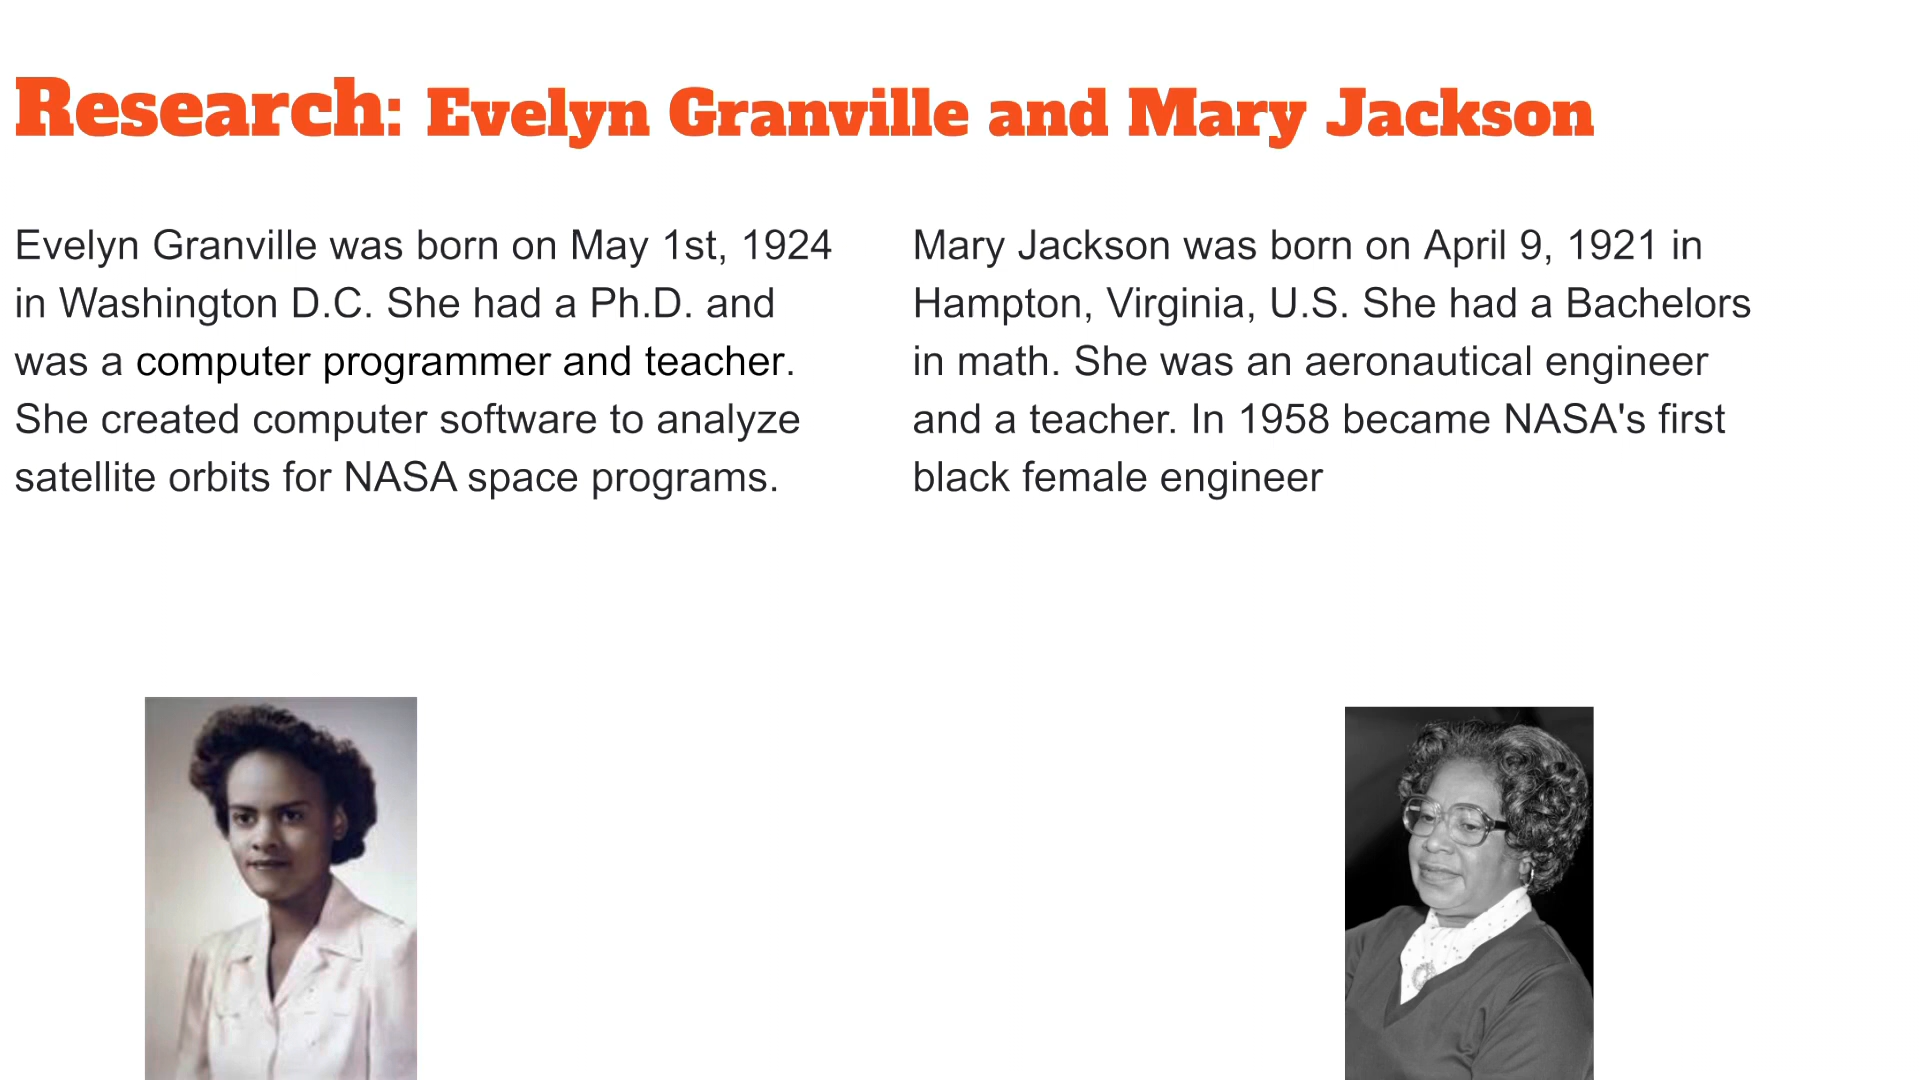 Research: Evelyn Granville and Mary Jackson
Evelyn Granville was born on May 1st, 1924
in Washington D.C. She had a Ph.D. and
was a computer programmer and teacher.
She created computer software to analyze
satellite orbits for NASA space programs.
Mary Jackson was born on April 9, 1921 in
Hampton, Virginia, U.S. She had a Bachelors
in math. She was an aeronautical engineer
and a teacher. In 1958 became NASA's first
black female engineer